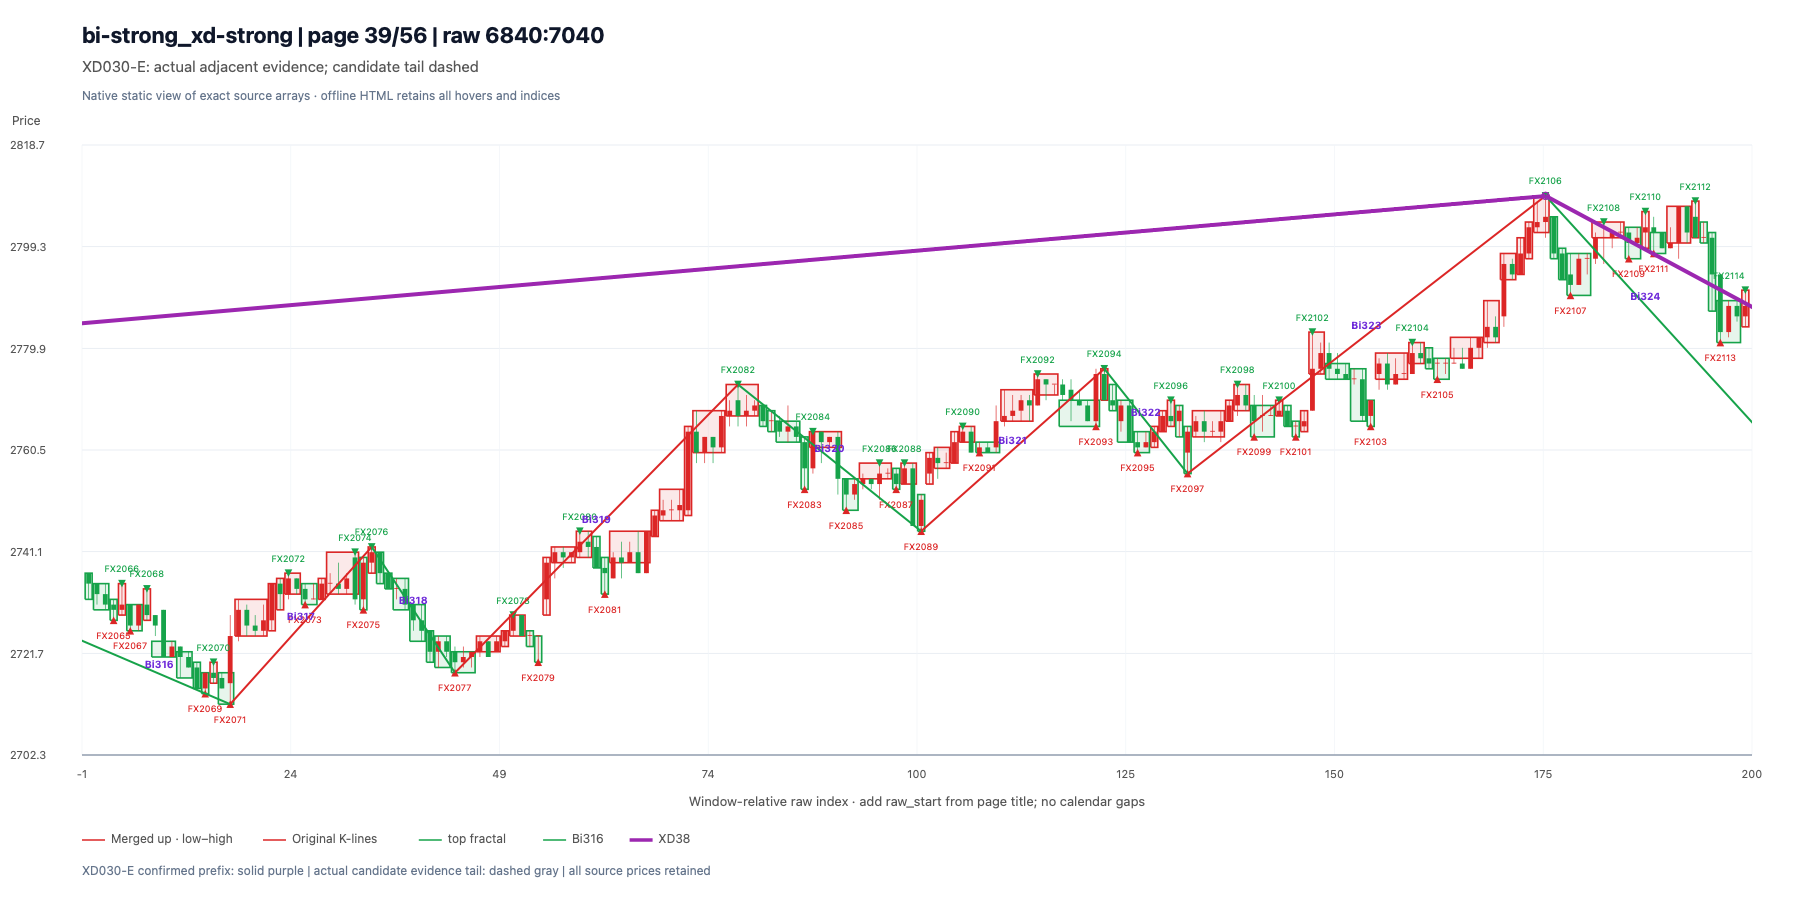 bi-strong_xd-strong | page 39/56 | raw 6840:7040
XD030-E: actual adjacent evidence; candidate tail dashed
Native static view of exact source arrays · offline HTML retains all hovers and indices
Price
2818.7
2799.3
2779.9
2760.5
2741.1
2721.7
2702.3
FX2106
FX2112
FX2110
FX2108
FX2109
FX2111
Bi324
FX2107
FX2113
FX2102
Bi323
FX2104
FX2105
FX2092
FX2094
FX2082
FX2098
FX2096
FX2100
Bi322
FX2084
FX2090
Bi320
Bi321
FX2093
FX2103
FX2088
FX2091
FX2095
FX2099
FX2101
FX2083
FX2087
FX2097
FX2085
Bi319
FX2089
FX2076
FX2074
FX2072
FX2066
FX2068
Bi318
FX2081
Bi317
FX2075
FX2065
FX2067
FX2070
Bi316
FX2077
FX2079
FX2069
FX2071
-1 24 49 74 100 125 150 175 200
Window-relative raw index · add raw_start from page title; no calendar gaps
Merged up · low–high Original K-lines top fractal Bi316 XD38
XD030-E confirmed prefix: solid purple | actual candidate evidence tail: dashed gray | all source prices retained